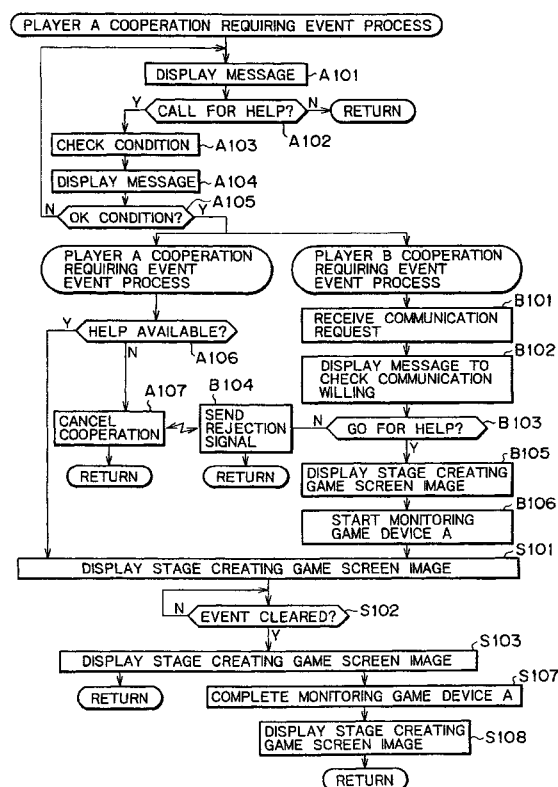 PLAYER A COOPERATION REQUIRING EVENT PROCESS
DISPLAY MESSAGE
A101
Y
CALL FOR HELP?
N
RETURN
A102
CHECK CONDITION
A103
DISPLAY MESSAGE
A104
A105
N
OK CONDITION?
Y
PLAYER A COOPERATION
REQUIRING EVENT
EVENT PROCESS
PLAYER B COOPERATION
REQUIRING EVENT
EVENT PROCESS
B101
RECEIVE COMMUNICATION
REQUEST
Y
HELP AVAILABLE?
A106
B102
DISPLAY MESSAGE TO
CHECK COMMUNICATION
WILLING
N
A107
CANCEL
COOPERATION
B104
SEND
REJECTION
SIGNAL
N
GO FOR HELP?
B103
Y
RETURN
RETURN
B105
DISPLAY STAGE CREATING
GAME SCREEN IMAGE
B106
START MONITORING
GAME DEVICE A
S101
DISPLAY STAGE CREATING GAME SCREEN IMAGE
N
EVENT CLEARED?
S102
Y
S103
DISPLAY STAGE CREATING GAME SCREEN IMAGE
RETURN
S107
COMPLETE MONITORING GAME DEVICE A
DISPLAY STAGE CREATING
GAME SCREEN IMAGE
S108
RETURN